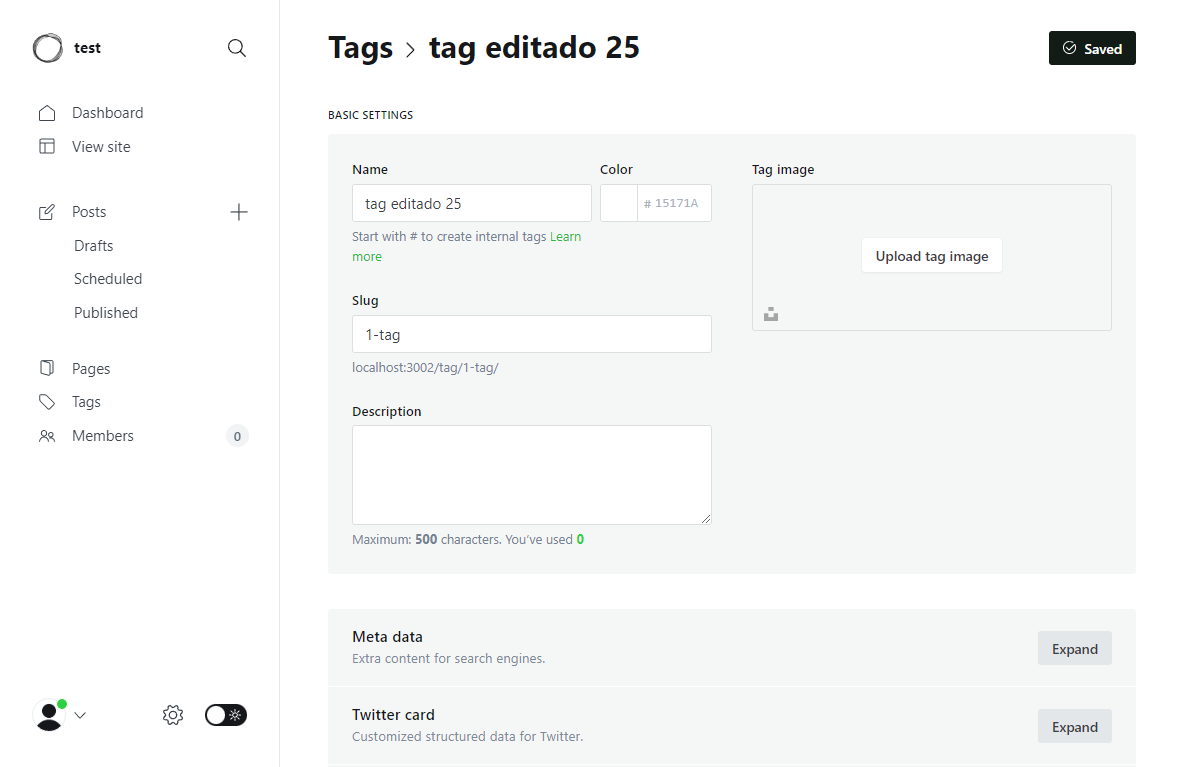 test
Dashboard
View site
Posts
Drafts
Scheduled
Published
Pages
Tags
Members
0
Tags > tag editado 25
Saved
BASIC SETTINGS
Name
Color
Tag image
tag editado 25
# 15171A
Start with # to create internal tags Learn
more
Upload tag image
Slug
1-tag
localhost:3002/tag/1-tag/
Description
Maximum: 500 characters. You’ve used 0
Meta data
Extra content for search engines.
Expand
Twitter card
Customized structured data for Twitter.
Expand